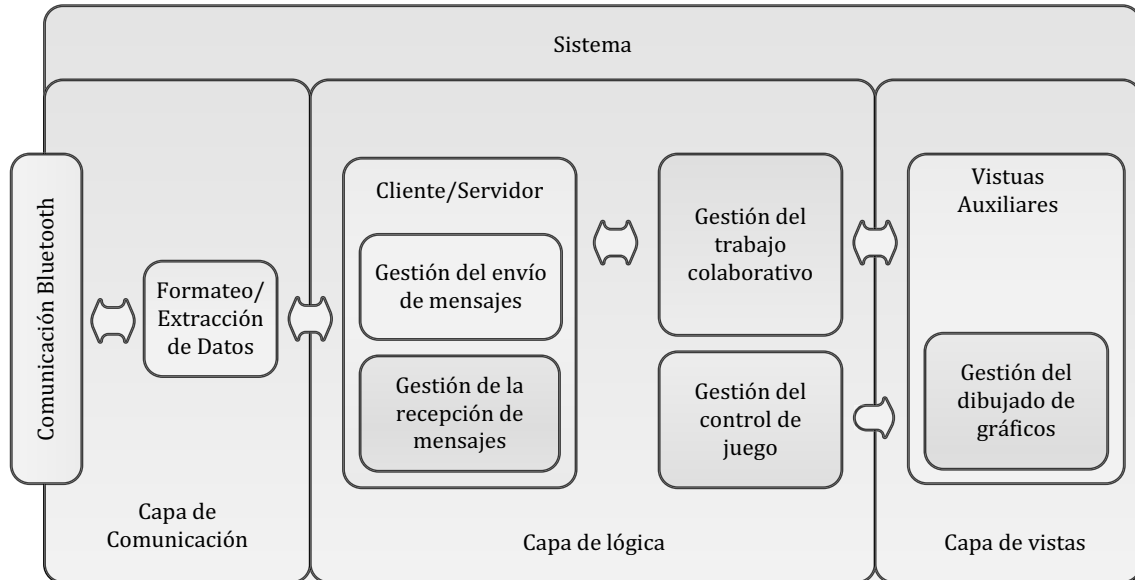 Sistema
Comunicación Bluetooth
Formateo/
Extracción
de Datos
Capa de
Comunicación
Cliente/Servidor
Gestión del envío
de mensajes
Gestión de la
recepción de
mensajes
Gestión del
trabajo
colaborativo
Gestión del
control de
juego
Capa de lógica
Vistuas
Auxiliares
Gestión del
dibujado de
gráficos
Capa de vistas